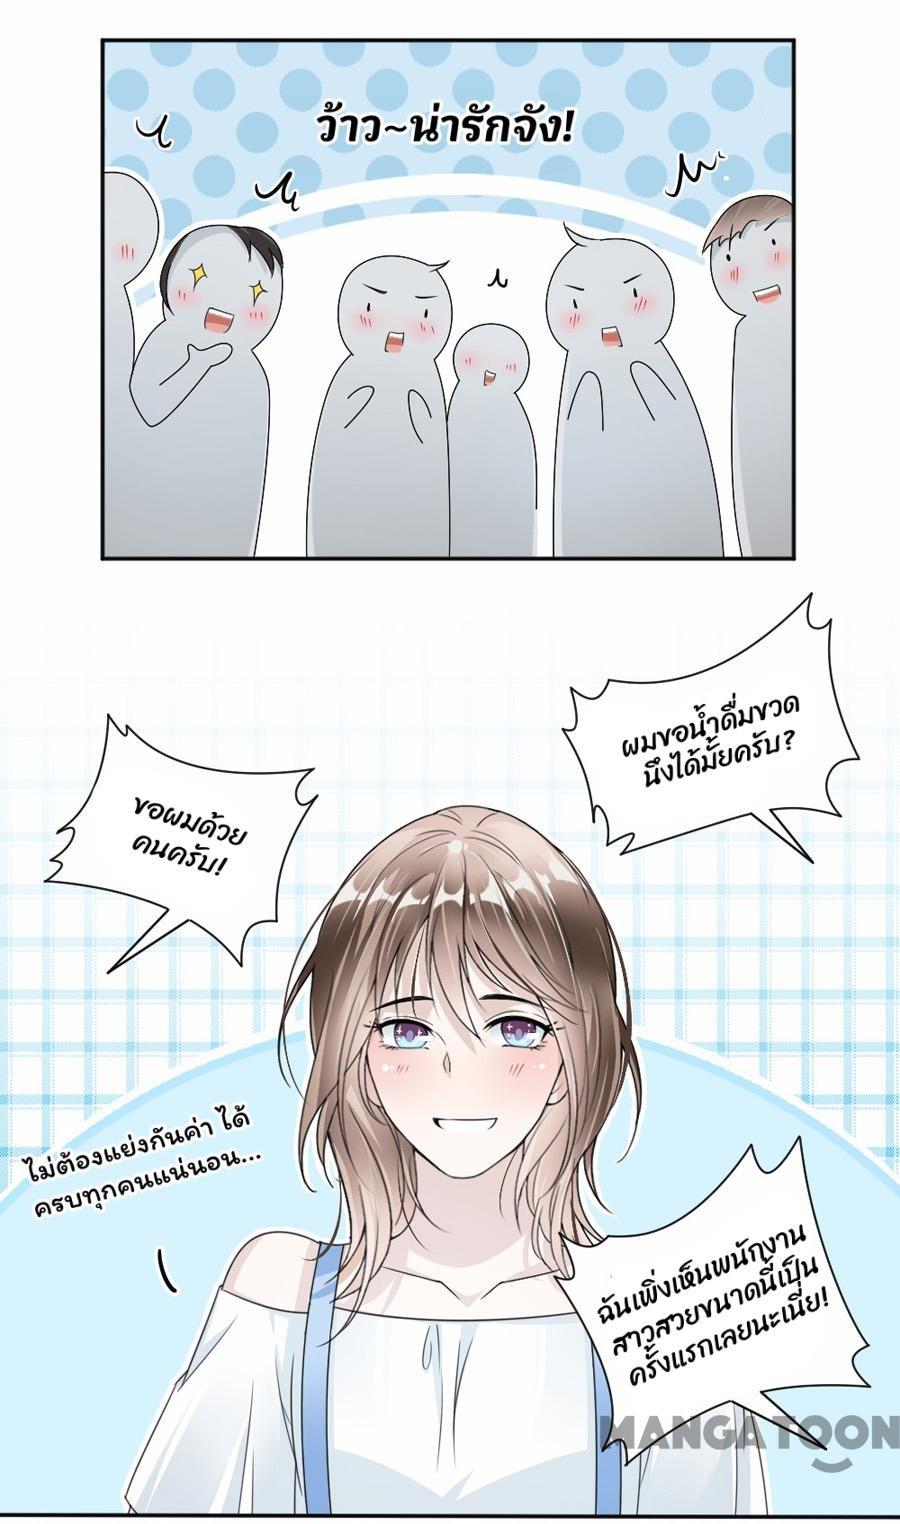 ว้าว~น่ารักจัง!
ผมขอน้ำดื่มขวด
นึงได้มั้ยครับ?
ขอผมด้วย
คนครับ!
ไม่ต้องแย่งกันค่า ได้
ครบทุกคนแน่นอน...
ฉันเพิ่งเห็นพนักงาน
สาวสวยขนาดนี้เป็น
ครั้งแรกเลยนะเนี่ย!
MANGATOON